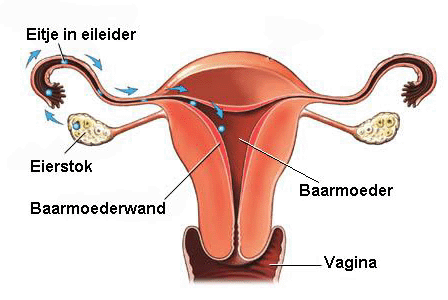 Eitje in eileider
Eierstok
Baarmoederwand
Baarmoeder
Vagina